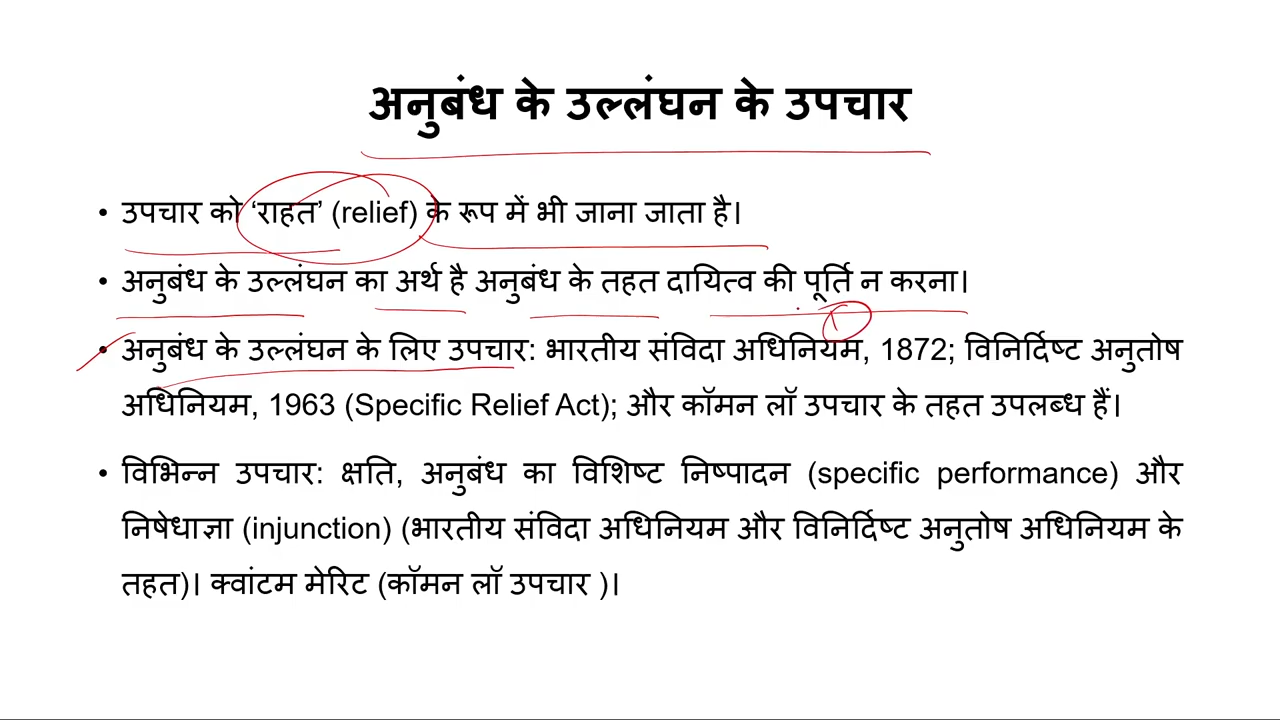 अनुबंध के उल्लंघन के उपचार
• उपचार को ‘राहत’ (relief) के रूप में भी जाना जाता है।
• अनुबंध के उल्लंघन का अर्थ है अनुबंध के तहत दायित्व की पूर्ति न करना।
• अनुबंध के उल्लंघन के लिए उपचार: भारतीय संविदा अधिनियम, 1872; विनिर्दिष्ट अनुतोष
अधिनियम, 1963 (Specific Relief Act); और कॉमन लॉ उपचार के तहत उपलब्ध हैं।
• विभिन्न उपचार: क्षति, अनुबंध का विशिष्ट निष्पादन (specific performance) और
निषेधाज्ञा (injunction) (भारतीय संविदा अधिनियम और विनिर्दिष्ट अनुतोष अधिनियम के
तहत)। क्वांटम मेरिट (कॉमन लॉ उपचार )।